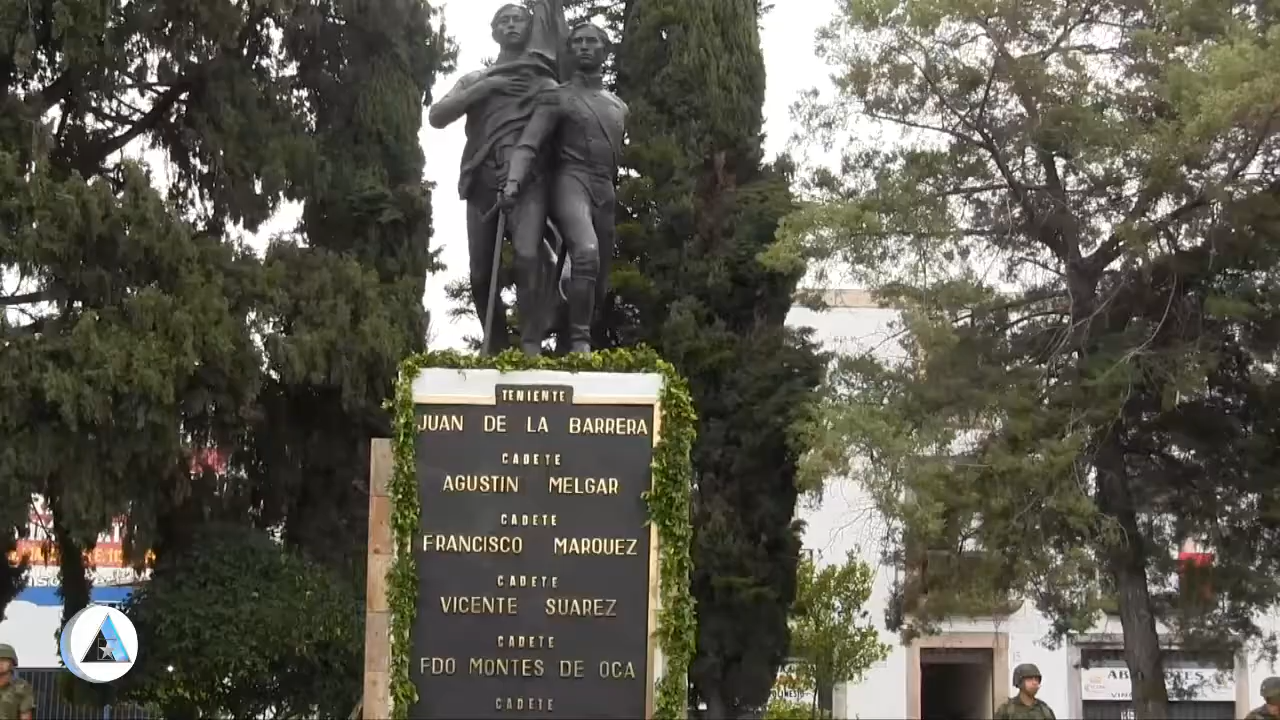 TENIENTE
JUAN DE LA BARRERA
CADETE
AGUSTIN MELGAR
CADETE
FRANCISCO MARQUEZ
CADETE
VICENTE SUAREZ
CADETE
FDO MONTES DE OCA
CADETE